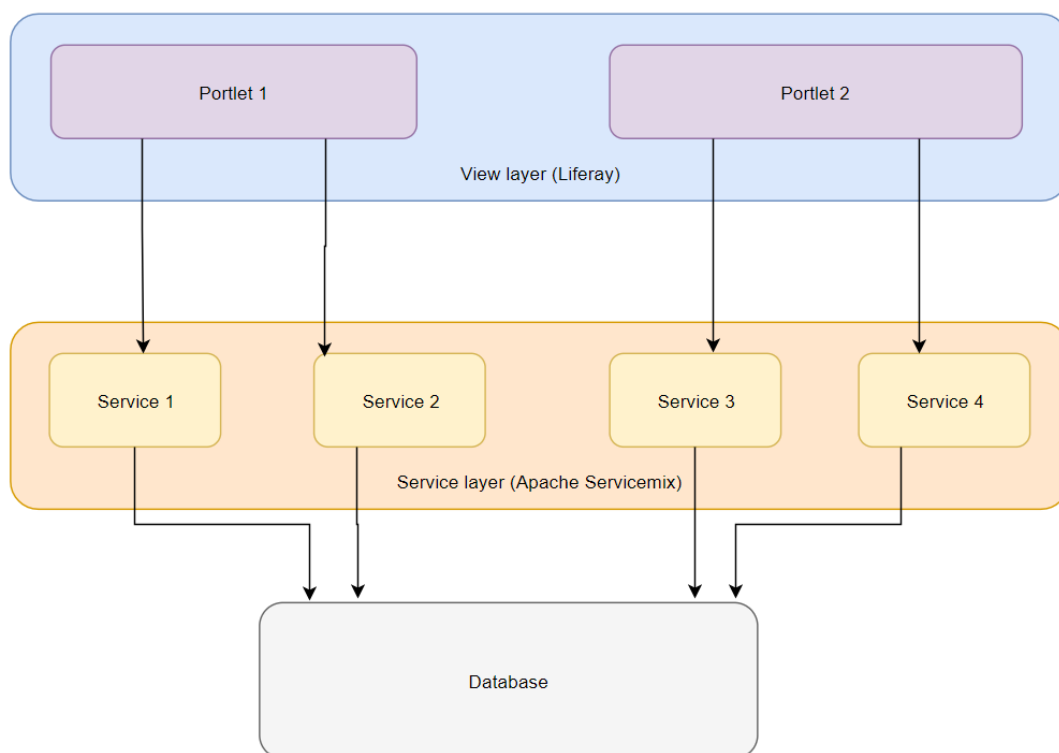 Portlet 1
Portlet 2
View layer (Liferay)
Service 1
Service 2
Service 3
Service 4
Service layer (Apache Servicemix)
Database